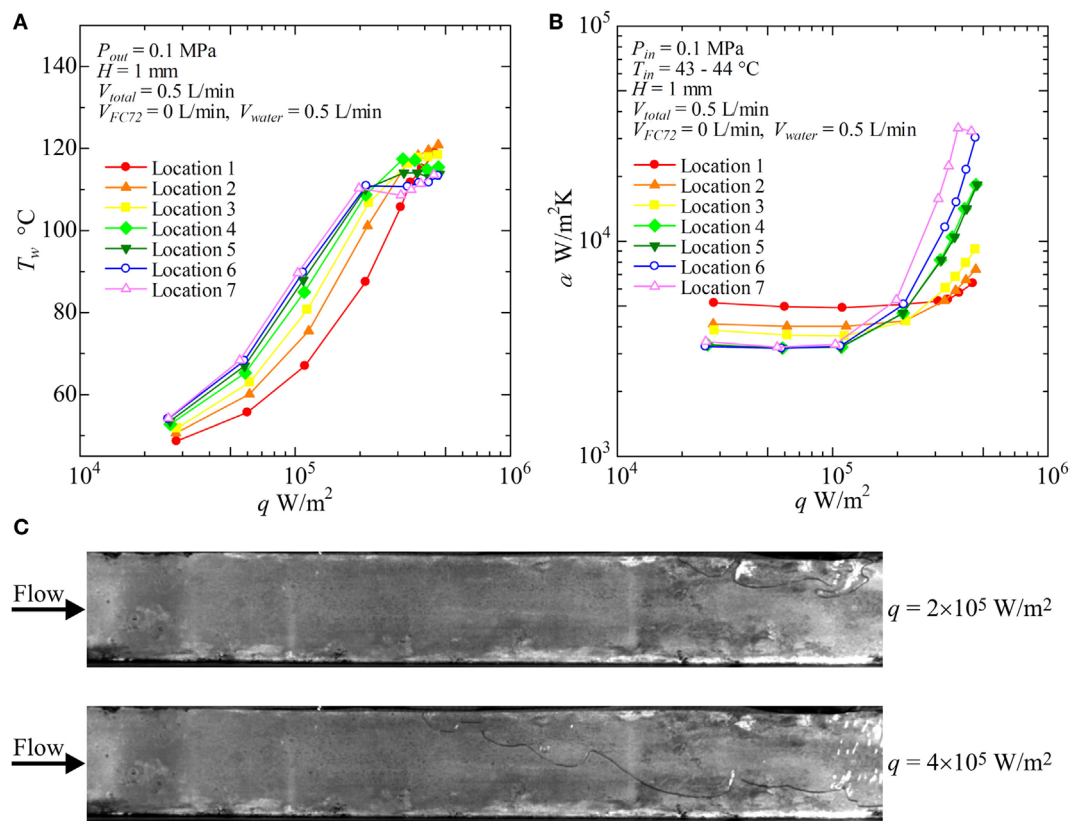 A
P_out = 0.1 MPa
H = 1 mm
V_total = 0.5 L/min
V_FC72 = 0 L/min, V_water = 0.5 L/min
Location 1
Location 2
Location 3
Location 4
Location 5
Location 6
Location 7
140
120
100
80
60
T_w °C
10^4
10^5
10^6
q W/m^2
B
P_in = 0.1 MPa
T_in = 43 - 44 °C
H = 1 mm
V_total = 0.5 L/min
V_FC72 = 0 L/min, V_water = 0.5 L/min
Location 1
Location 2
Location 3
Location 4
Location 5
Location 6
Location 7
10^5
10^4
10^3
α W/m^2K
10^4
10^5
10^6
q W/m^2
C
Flow
q = 2×10^5 W/m^2
Flow
q = 4×10^5 W/m^2